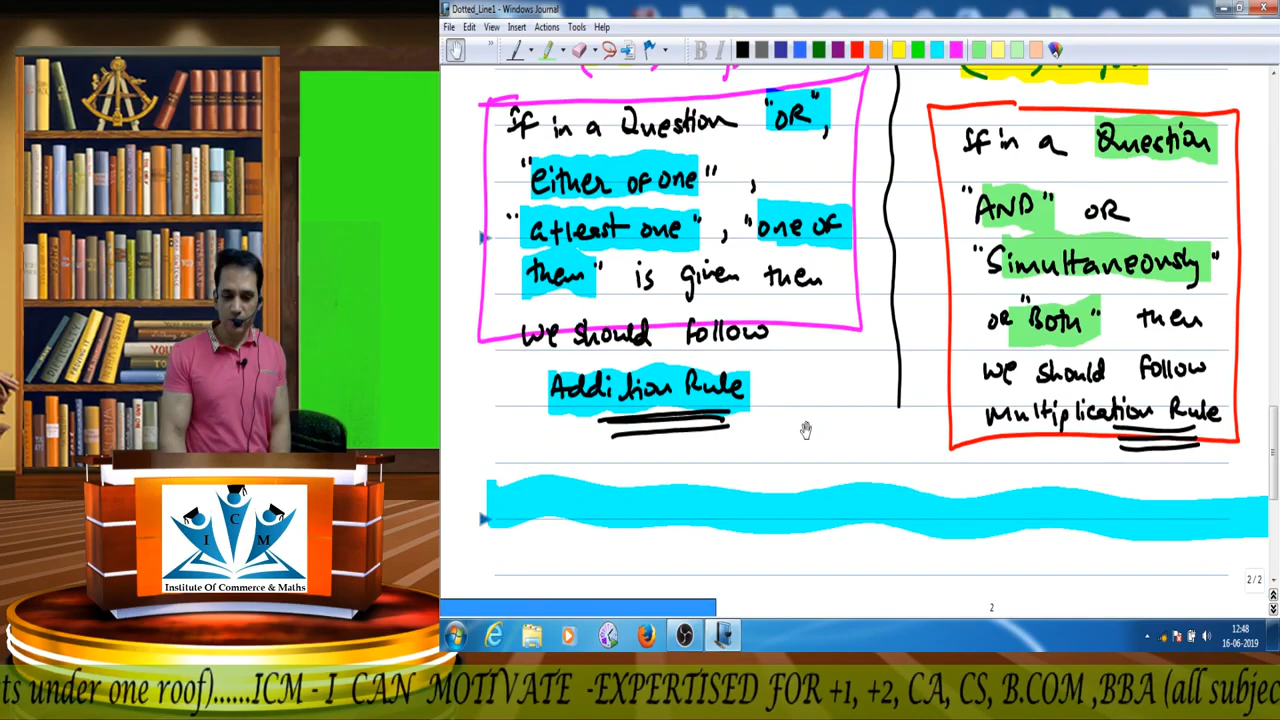 Dotted_Line1 - Windows Journal
File Edit View Insert Actions Tools Help
If in a Question "OR",
"either of one",
"atleast one", "one of
them" is given then
we should follow
Addition Rule
If in a Question
"AND" OR
"Simultaneously"
or "Both" then
we should follow
Multiplication Rule
2/2
2
12:48
16-06-2019
I C M
Institute Of Commerce & Maths
ts under one roof)......ICM - I CAN MOTIVATE -EXPERTISED FOR +1, +2, CA, CS, B.COM ,BBA (all subjec